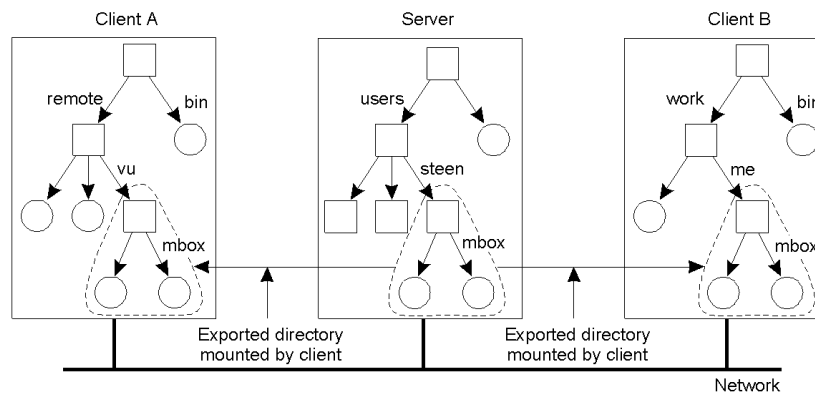 Client A
Server
Client B
remote
bin
users
work
bin
vu
steen
me
mbox
mbox
mbox
Exported directory
mounted by client
Exported directory
mounted by client
Network